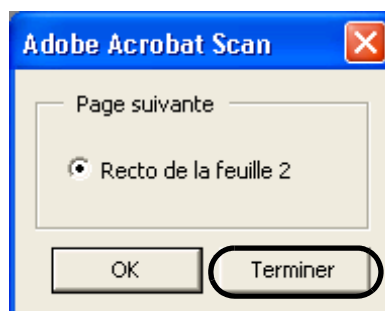 Adobe Acrobat Scan
Page suivante
Recto de la feuille 2
OK Terminer